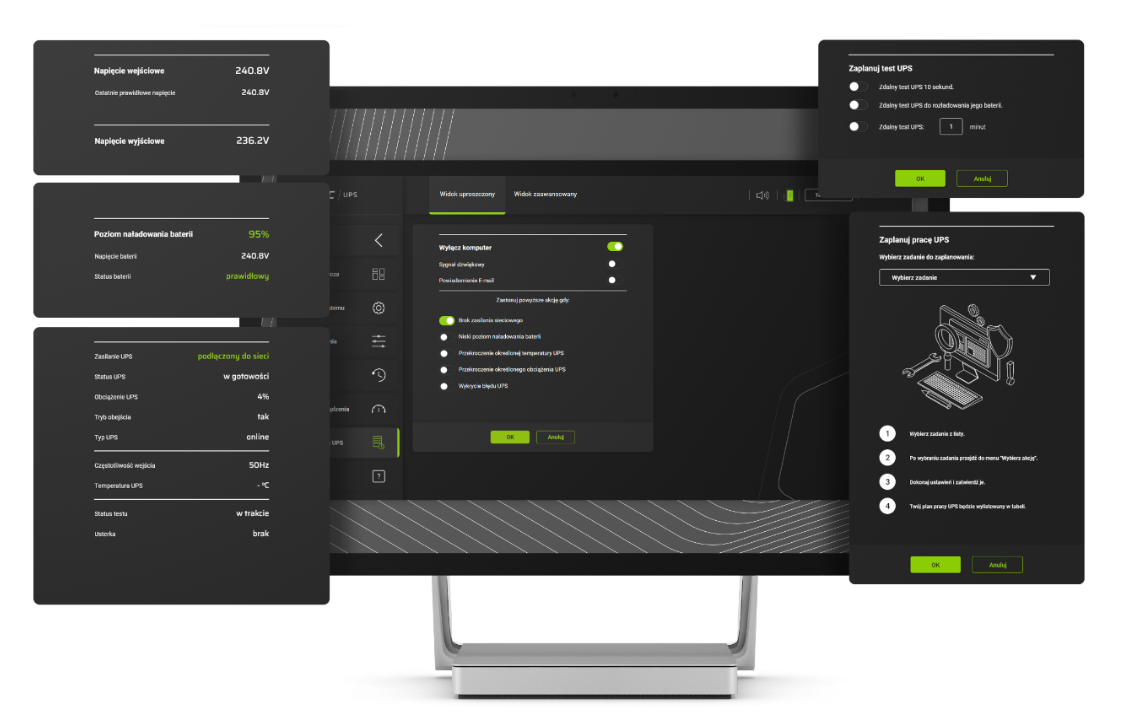 Napięcie wejściowe 240.8V
Ostatnie prawidłowe napięcie 240.8V
Napięcie wyjściowe 236.2V
Poziom naładowania baterii 95%
Napięcie baterii 240.8V
Status baterii prawidłowy
Zasilanie UPS podłączony do sieci
Status UPS w gotowości
Obciążenie UPS 4%
Tryb obejścia tak
Typ UPS online
Częstotliwość wejścia 50Hz
Temperatura UPS - °C
Status testu w trakcie
Usterka brak
/ UPS
Widok uproszczony Widok zaawansowany
UPS
?
Wyłącz komputer
Sygnał dźwiękowy
Powiadomienie E-mail
Zastosuj powyższe akcję gdy:
Brak zasilania sieciowego
Niski poziom naładowania baterii
Przekroczenie określonej temperatury UPS
Przekroczenie określonego obciążenia UPS
Wykrycie błędu UPS
OK Anuluj
Zaplanuj test UPS
Zdalny test UPS 10 sekund.
Zdalny test UPS do rozładowania jego baterii.
Zdalny test UPS: 1 minut
OK Anuluj
Zaplanuj pracę UPS
Wybierz zadanie do zaplanowania:
Wybierz zadanie
1 Wybierz zadanie z listy.
2 Po wybraniu zadania przejdź do menu "Wybierz akcję".
3 Dokonaj ustawień i zatwierdź je.
4 Twój plan pracy UPS będzie wylistowany w tabeli.
OK Anuluj